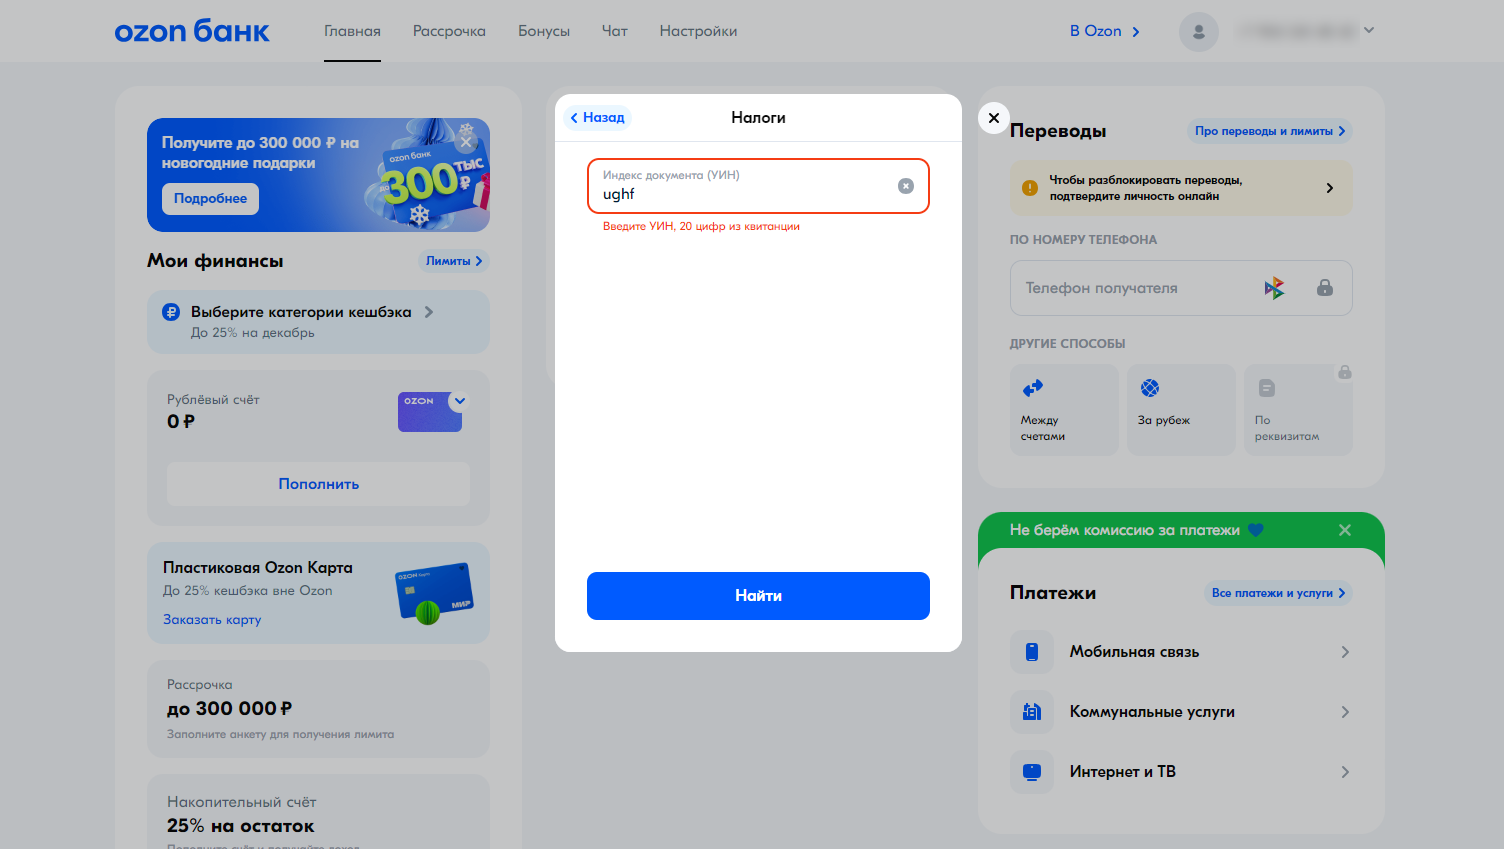 ozon банк
Главная
Рассрочка
Бонусы
Чат
Настройки
В Ozon
Получите до 300 000 ₽ на
новогодние подарки
Подробнее
ozon банк
до 300 тыс ₽
Мои финансы
Лимиты
Выберите категории кешбэка
До 25% на декабрь
Рублёвый счёт
0 ₽
OZON
Пополнить
Пластиковая Ozon Карта
До 25% кешбэка вне Ozon
Заказать карту
МИР
Рассрочка
до 300 000 ₽
Заполните анкету для получения лимита
Накопительный счёт
25% на остаток
Назад
Налоги
Индекс документа (УИН)
ughf
Введите УИН, 20 цифр из квитанции
Найти
Переводы
Про переводы и лимиты
Чтобы разблокировать переводы,
подтвердите личность онлайн
ПО НОМЕРУ ТЕЛЕФОНА
Телефон получателя
ДРУГИЕ СПОСОБЫ
Между
счетами
За рубеж
По
реквизитам
Не берём комиссию за платежи
Платежи
Все платежи и услуги
Мобильная связь
Коммунальные услуги
Интернет и ТВ